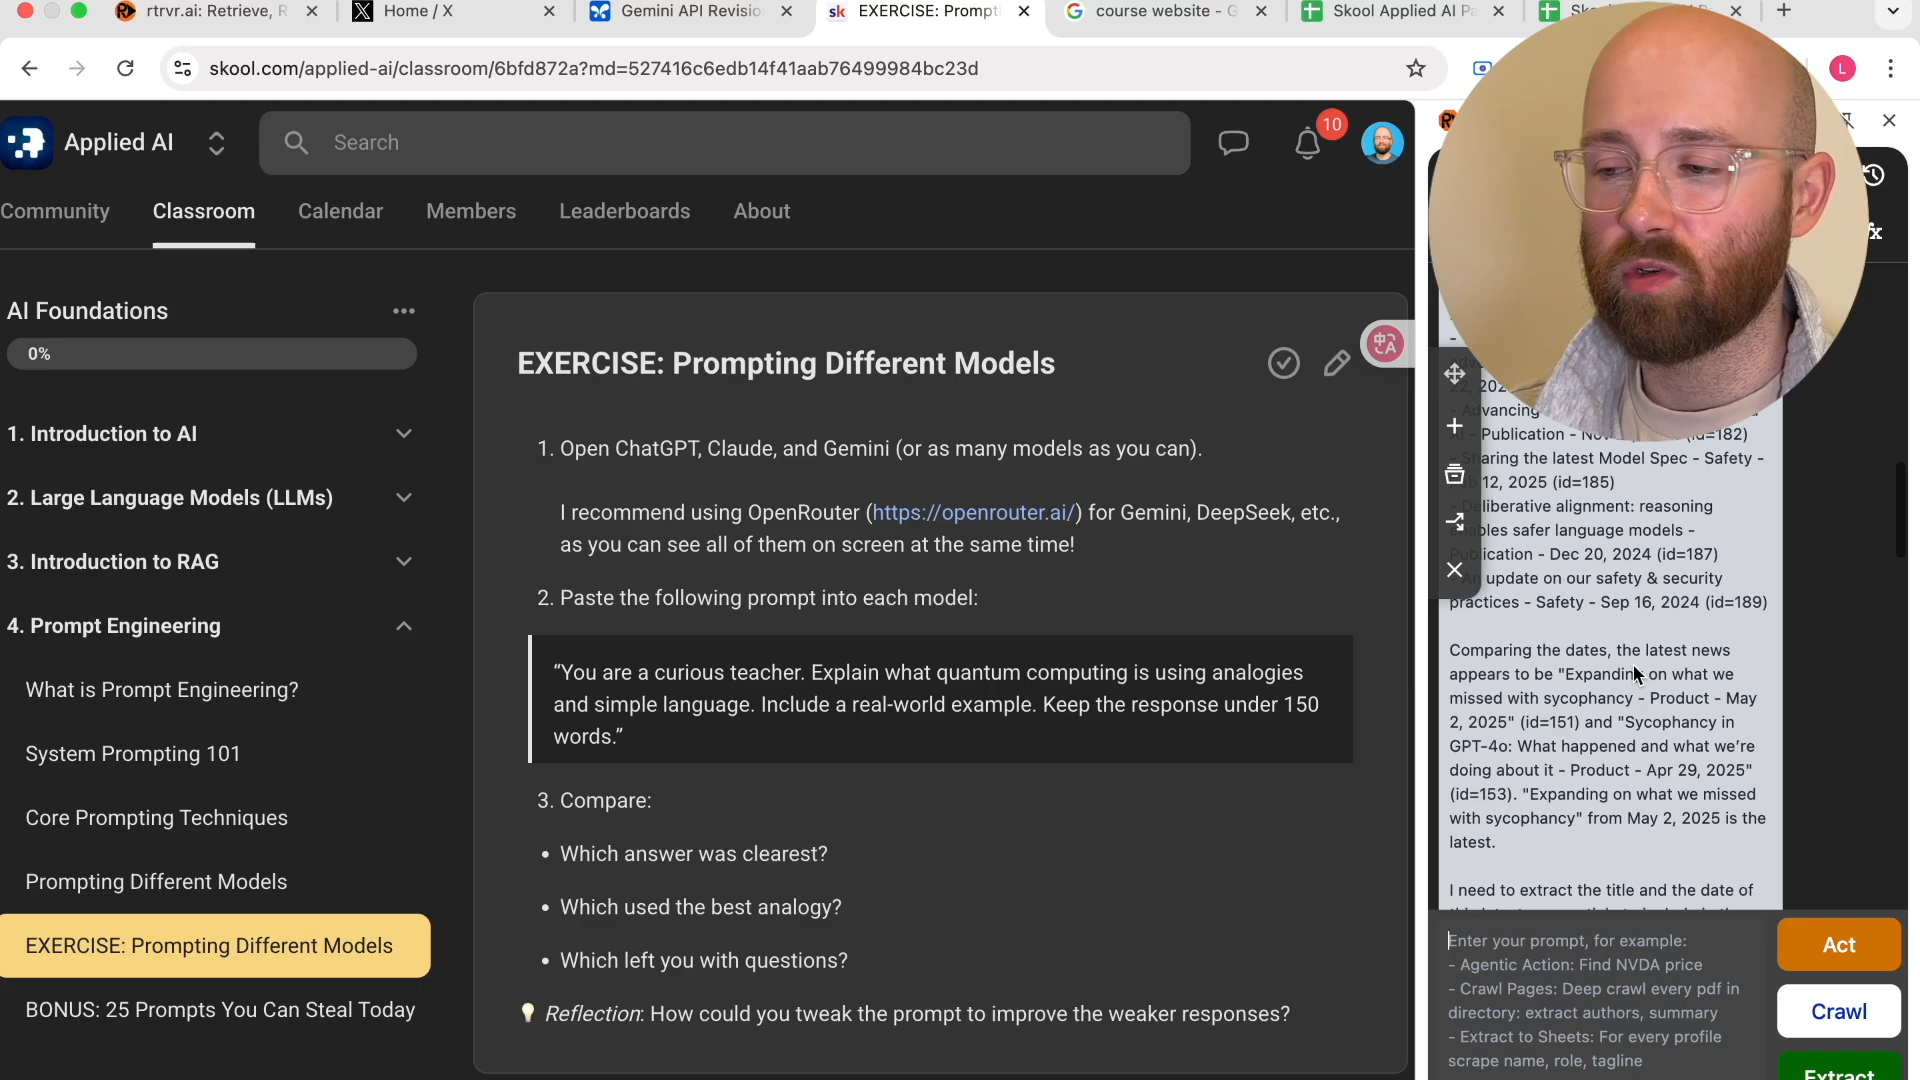 rtrvr.ai: Retrieve, R
Home / X
Gemini API Revisio
EXERCISE: Prompti
course website - G
Skool Applied AI Pa
skool.com/applied-ai/classroom/6bfd872a?md=527416c6edb14f41aab76499984bc23d
L
Applied AI
Search
10
Community
Classroom
Calendar
Members
Leaderboards
About
AI Foundations
0%
1. Introduction to AI
2. Large Language Models (LLMs)
3. Introduction to RAG
4. Prompt Engineering
What is Prompt Engineering?
System Prompting 101
Core Prompting Techniques
Prompting Different Models
EXERCISE: Prompting Different Models
BONUS: 25 Prompts You Can Steal Today
EXERCISE: Prompting Different Models
1. Open ChatGPT, Claude, and Gemini (or as many models as you can).
I recommend using OpenRouter (https://openrouter.ai/) for Gemini, DeepSeek, etc.,
as you can see all of them on screen at the same time!
2. Paste the following prompt into each model:
“You are a curious teacher. Explain what quantum computing is using analogies
and simple language. Include a real-world example. Keep the response under 150
words.”
3. Compare:
• Which answer was clearest?
• Which used the best analogy?
• Which left you with questions?
Reflection: How could you tweak the prompt to improve the weaker responses?
- Advancing
AI - Publication - (id=182)
- Sharing the latest Model Spec - Safety -
12, 2025 (id=185)
Deliberative alignment: reasoning
enables safer language models -
Publication - Dec 20, 2024 (id=187)
An update on our safety & security
practices - Safety - Sep 16, 2024 (id=189)
Comparing the dates, the latest news
appears to be "Expanding on what we
missed with sycophancy - Product - May
2, 2025" (id=151) and "Sycophancy in
GPT-4o: What happened and what we’re
doing about it - Product - Apr 29, 2025"
(id=153). "Expanding on what we missed
with sycophancy" from May 2, 2025 is the
latest.
I need to extract the title and the date of
Enter your prompt, for example:
- Agentic Action: Find NVDA price
- Crawl Pages: Deep crawl every pdf in
directory: extract authors, summary
- Extract to Sheets: For every profile
scrape name, role, tagline
Act
Crawl
Extract